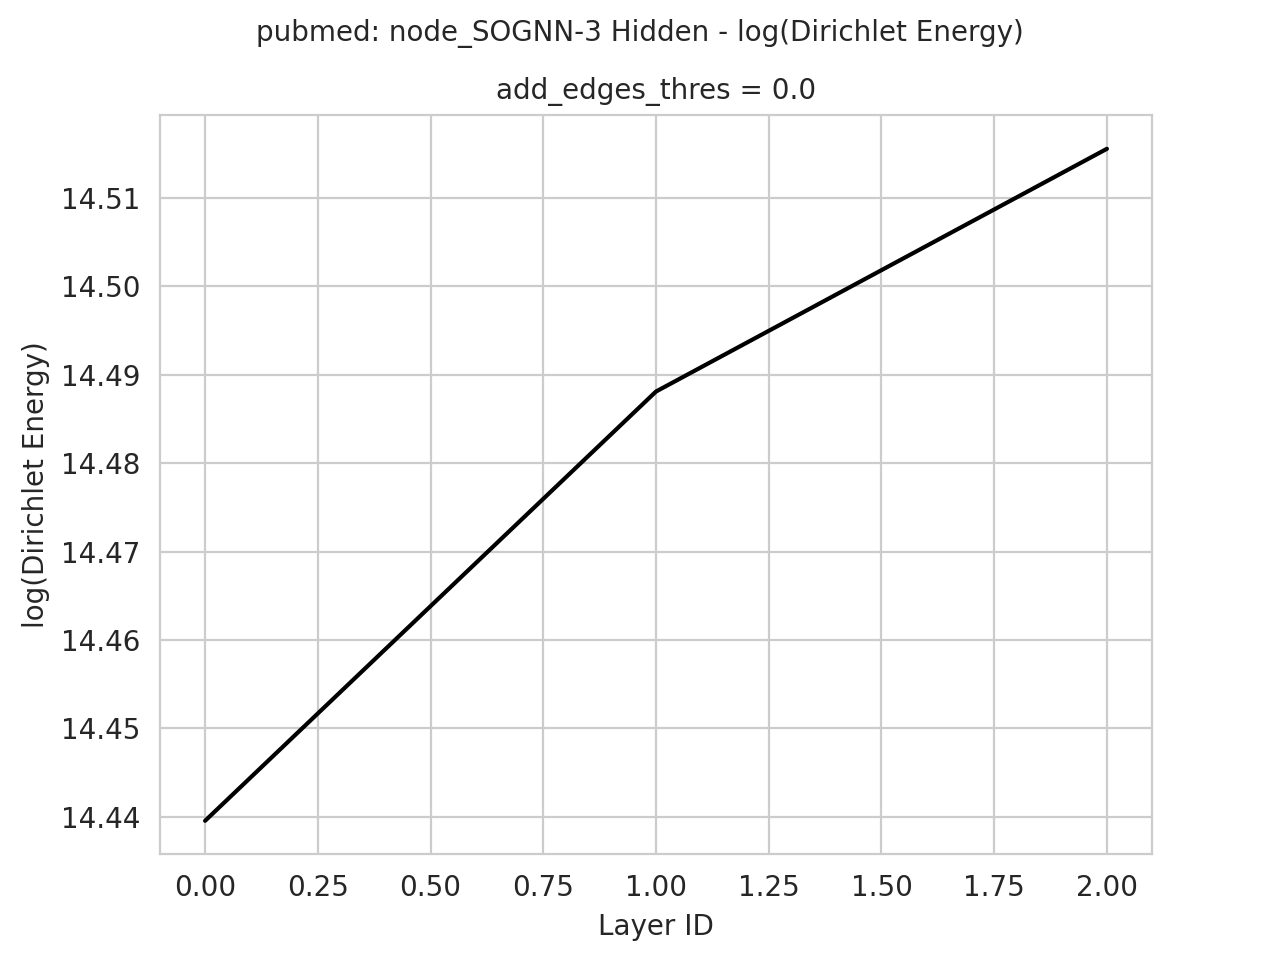 pubmed: node_SOGNN-3 Hidden - log(Dirichlet Energy)
add_edges_thres = 0.0
14.51
14.50
14.49
14.48
14.47
14.46
14.45
14.44
log(Dirichlet Energy)
0.00 0.25 0.50 0.75 1.00 1.25 1.50 1.75 2.00
Layer ID